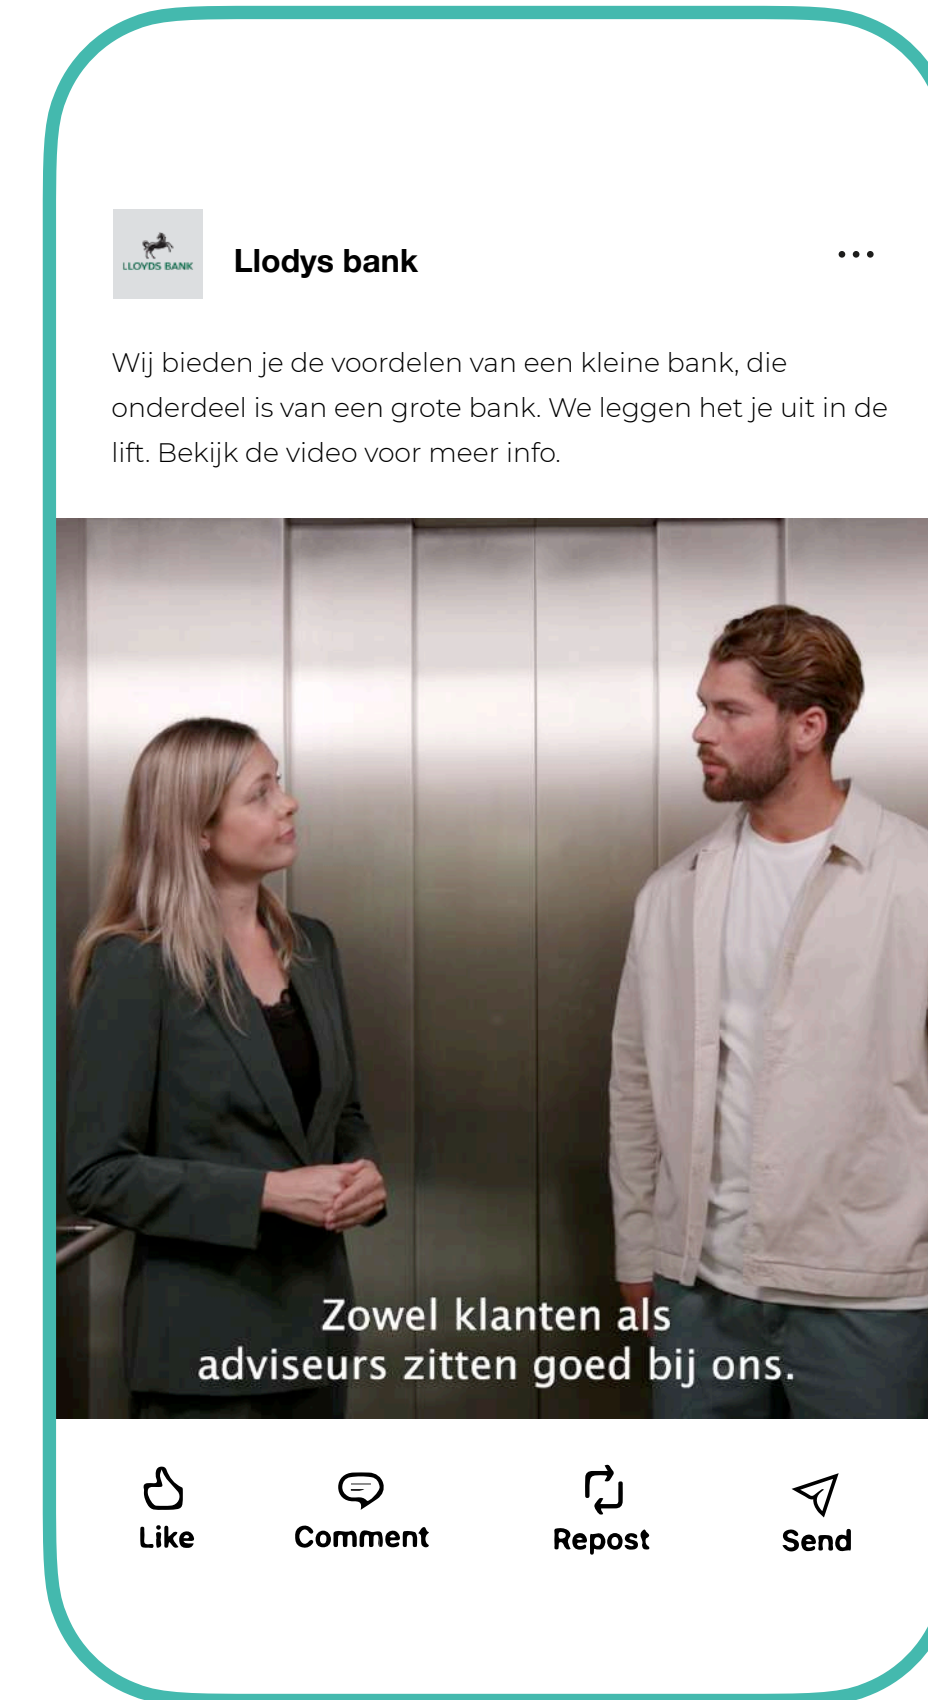 LLOYDS BANK
Llodys bank
Wij bieden je de voordelen van een kleine bank, die
onderdeel is van een grote bank. We leggen het je uit in de
lift. Bekijk de video voor meer info.
Zowel klanten als
adviseurs zitten goed bij ons.
Like
Comment
Repost
Send